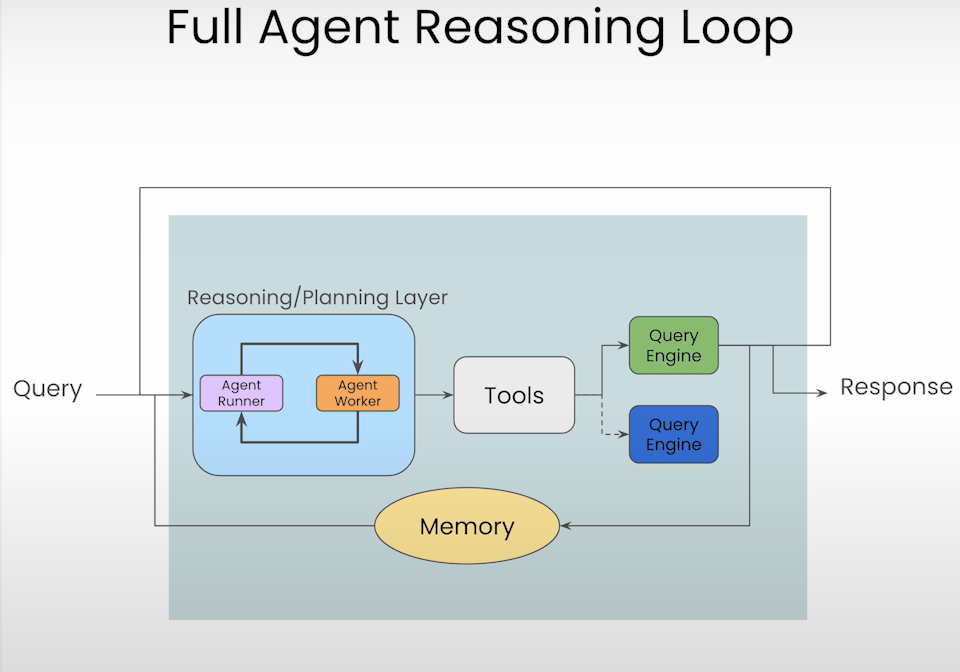 Full Agent Reasoning Loop
Reasoning/Planning Layer
Query
Agent
Runner
Agent
Worker
Tools
Query
Engine
Query
Engine
Response
Memory